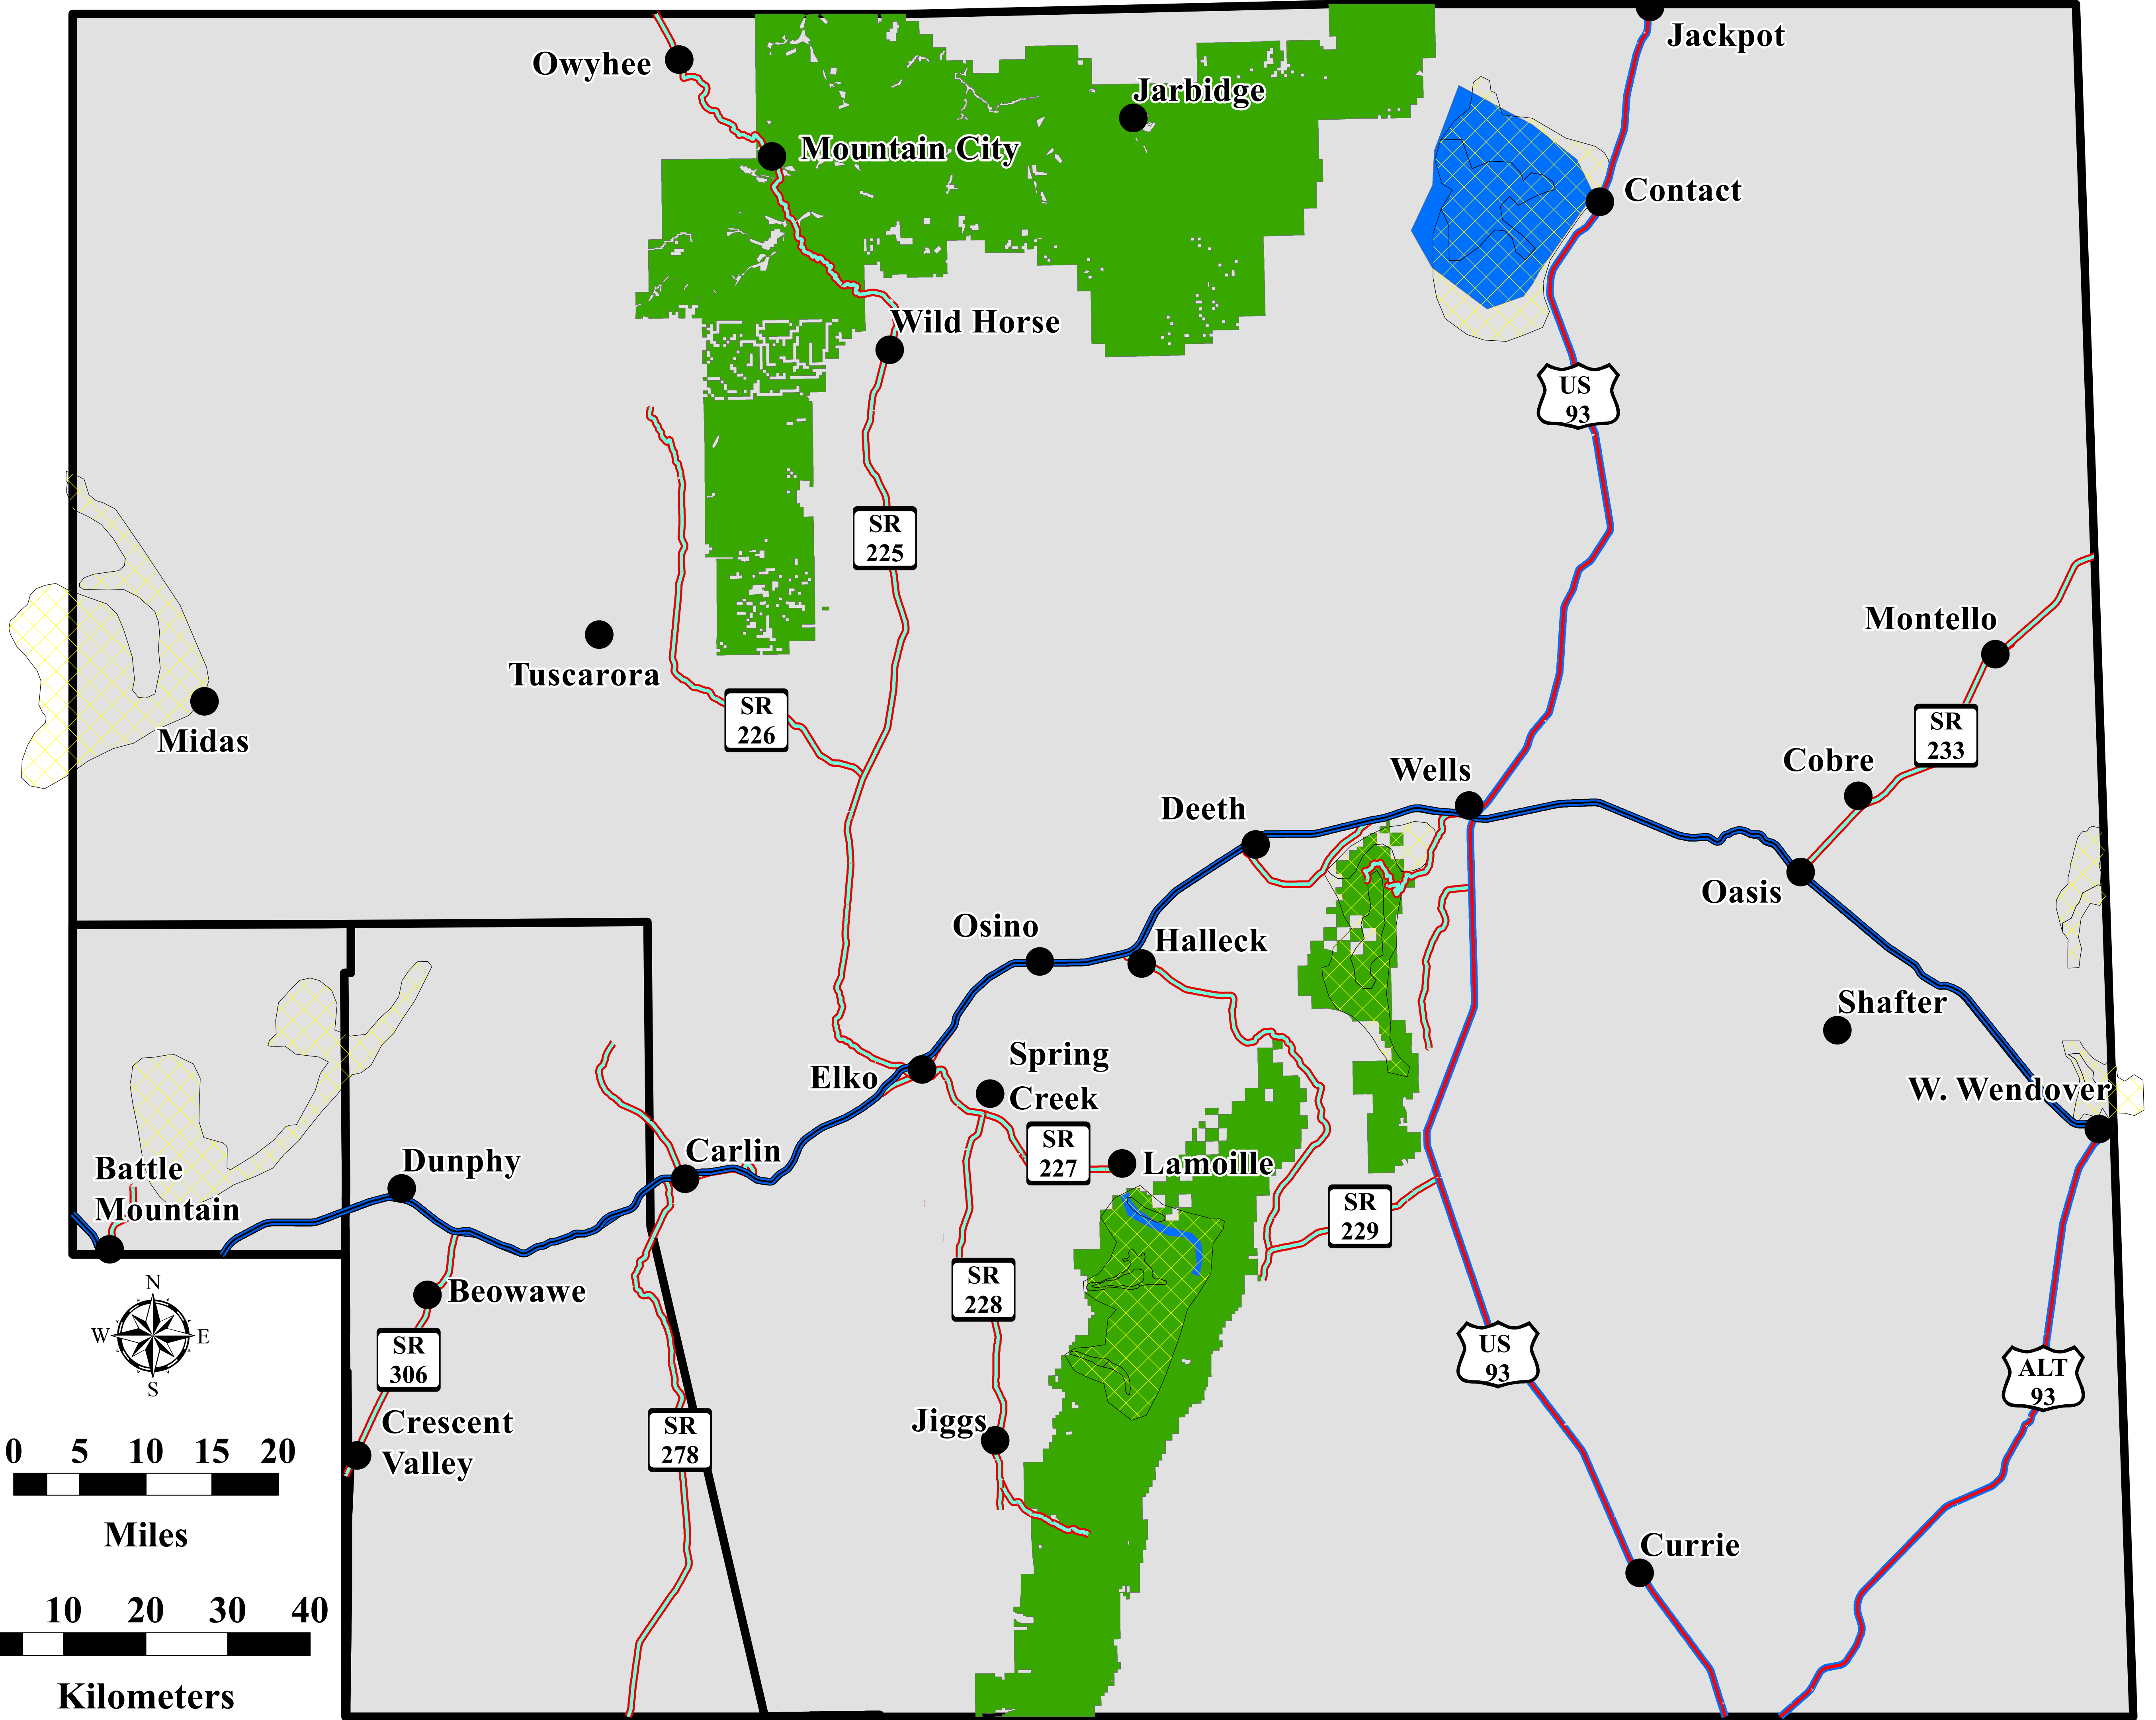 Jackpot
Owyhee
Jarbidge
Mountain City
Contact
Wild Horse
US
93
SR
225
Montello
Tuscarora
SR
226
SR
233
Midas
Cobre
Wells
Deeth
Oasis
Osino
Halleck
Shafter
Spring
Creek
Elko
W. Wendover
SR
227
Carlin
Dunphy
Lamoille
Battle
Mountain
SR
229
SR
228
Beowawe
N
W
E
S
SR
306
US
93
ALT
93
Crescent
Valley
SR
278
Jiggs
0 5 10 15 20
Miles
Currie
10 20 30 40
Kilometers